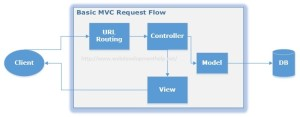 Basic MVC Request Flow
URL
Routing
Controller
Client
Model
DB
View